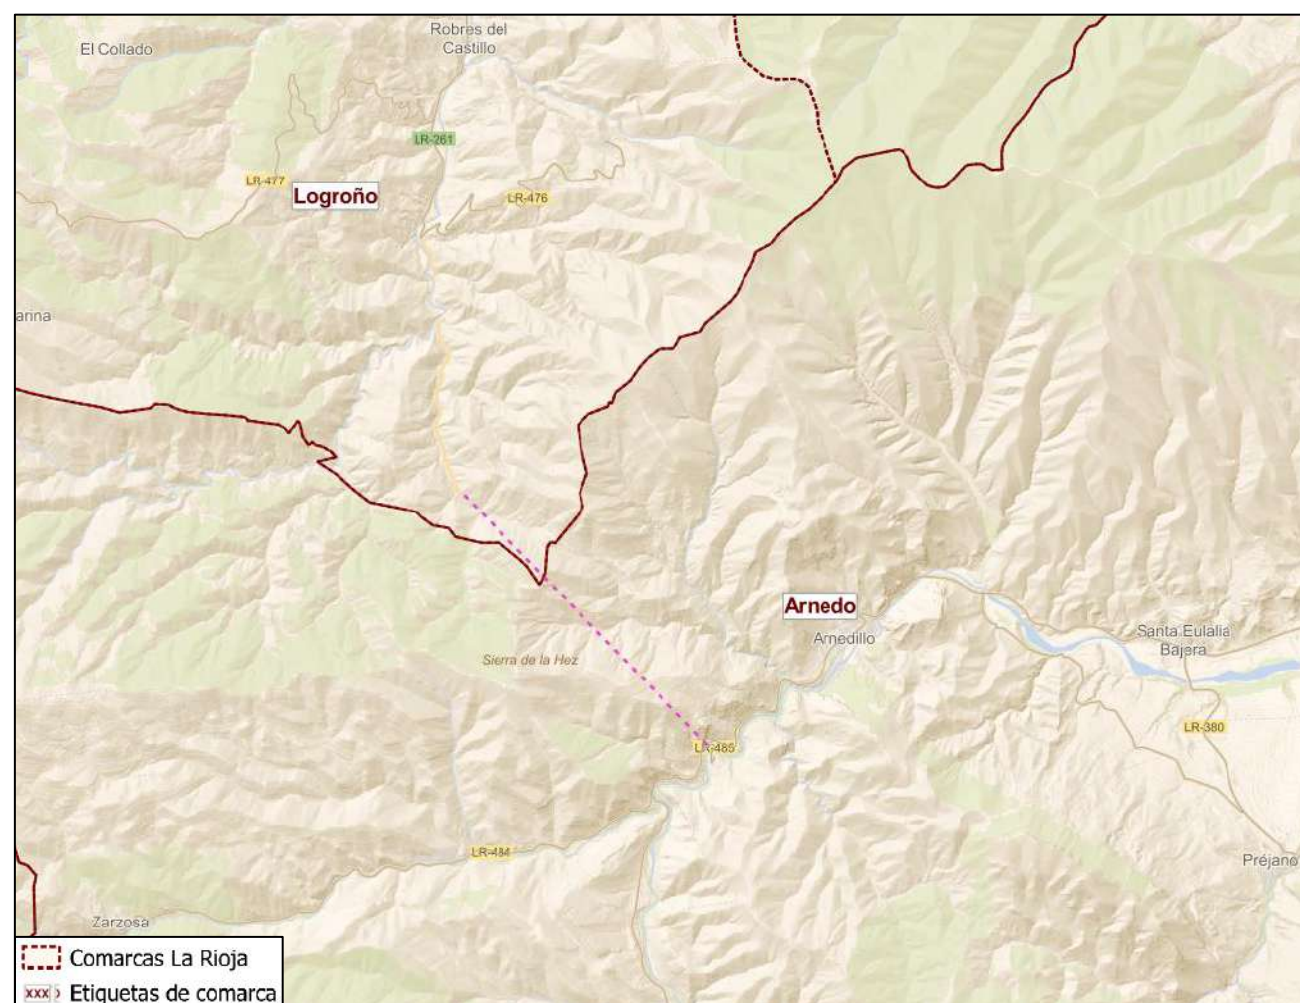 Robres del
Castillo
El Collado
LR-261
LR-477
Logroño
LR-476
arina
Arnedo
Arnedillo
Santa Eulalia
Bajera
Sierra de la Hez
LR-380
LR-485
LR-484
Préjano
Zarzosa
Comarcas La Rioja
xxx Etiquetas de comarca